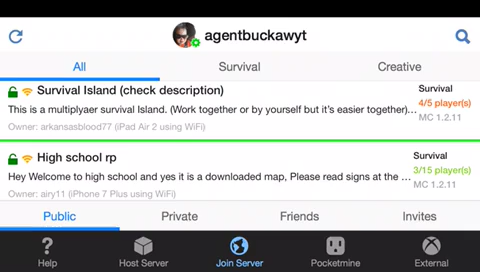 agentbuckawyt
All Survival Creative
Survival Island (check description) Survival
This is a multiplyaer survival Island. (Work together or by yourself but it's easier together)... 4/5 player(s)
Owner: arkansasblood77 (iPad Air 2 using WiFi) MC 1.2.11
High school rp Survival
Hey Welcome to high school and yes it is a downloaded map, Please read signs at the ... 3/15 player(s)
Owner: airy11 (iPhone 7 Plus using WiFi) MC 1.2.11
Public Private Friends Invites
Help Host Server Join Server Pocketmine External